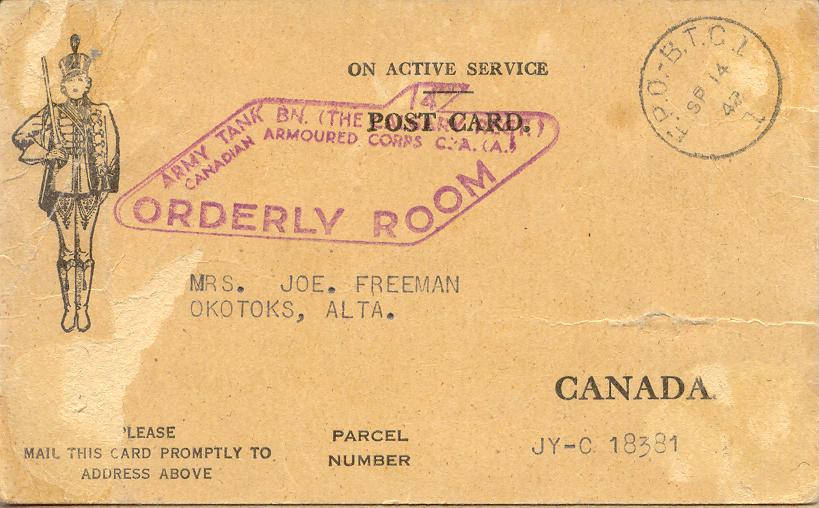 ON ACTIVE SERVICE
POST CARD.
14
ARMY TANK BN. (THE
CANADIAN ARMOURED CORPS C.A.(A.)
ORDERLY ROOM
F.P.O.-B.T.C.1.
SP 14
42
MRS. JOE. FREEMAN
OKOTOKS, ALTA.
CANADA.
PLEASE
MAIL THIS CARD PROMPTLY TO
ADDRESS ABOVE
PARCEL
NUMBER
JY-C 18381